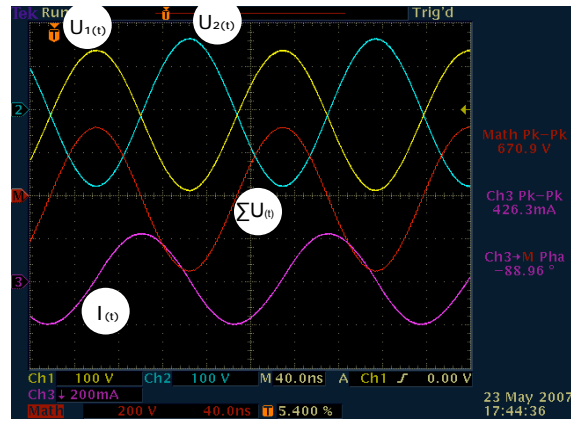 Tek Run Trig'd
U1(t) U2(t)
T
T
2
Math Pk-Pk
670.9 V
M
Ch3 Pk-Pk
426.3mA
∑U(t)
Ch3→M Pha
-88.96 °
3
I(t)
Ch1 100 V Ch2 100 V M 40.0ns A Ch1 ƒ 0.00 V
Ch3↓ 200mA
Math 200 V 40.0ns T 5.400 %
23 May 2007
17:44:36